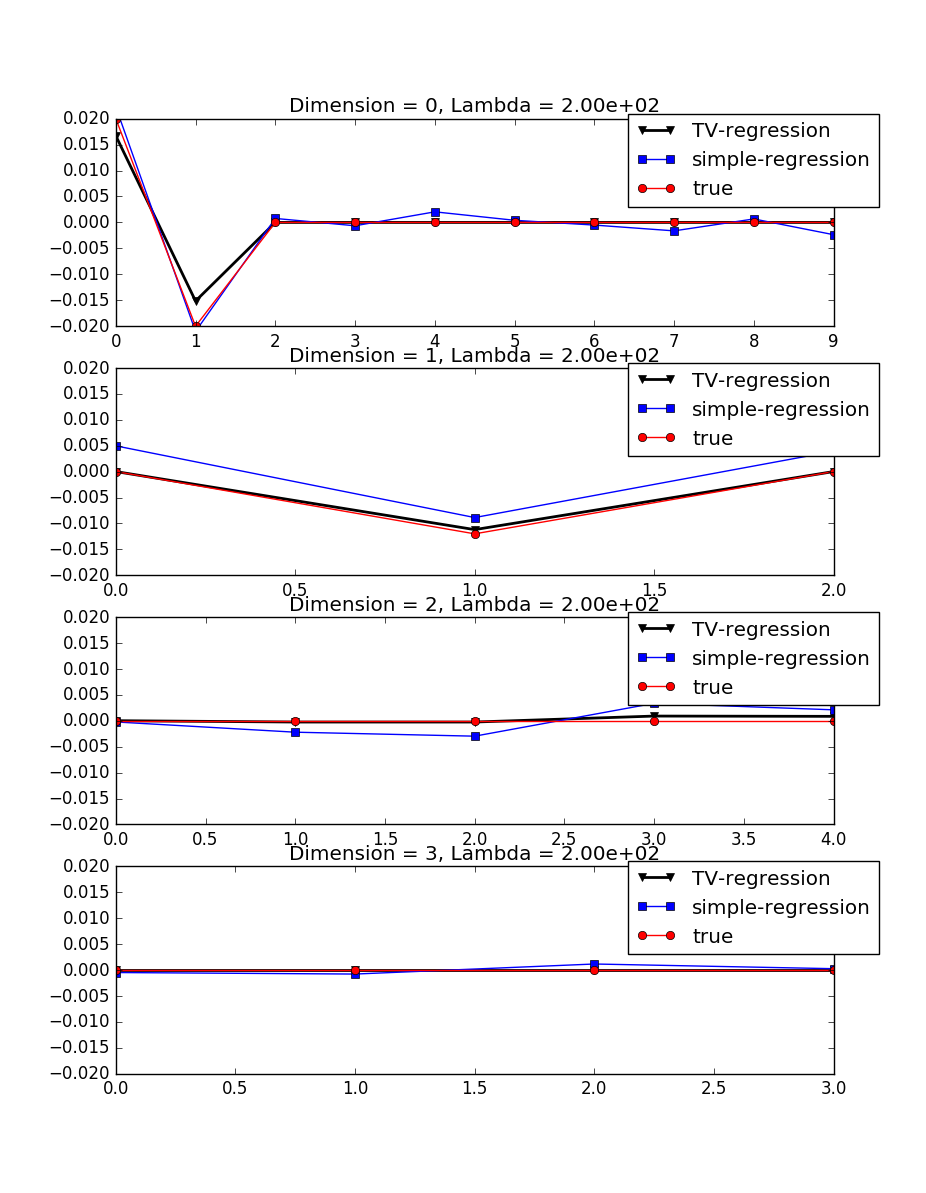 Dimension = 0, Lambda = 2.00e+02
0.020
0.015
0.010
0.005
0.000
−0.005
−0.010
−0.015
−0.020
0 1 2 3 4 5 6 7 8 9
TV-regression
simple-regression
true
Dimension = 1, Lambda = 2.00e+02
0.020
0.015
0.010
0.005
0.000
−0.005
−0.010
−0.015
−0.020
0.0 0.5 1.0 1.5 2.0
TV-regression
simple-regression
true
Dimension = 2, Lambda = 2.00e+02
0.020
0.015
0.010
0.005
0.000
−0.005
−0.010
−0.015
−0.020
0.0 0.5 1.0 1.5 2.0 2.5 3.0 3.5 4.0
TV-regression
simple-regression
true
Dimension = 3, Lambda = 2.00e+02
0.020
0.015
0.010
0.005
0.000
−0.005
−0.010
−0.015
−0.020
0.0 0.5 1.0 1.5 2.0 2.5 3.0
TV-regression
simple-regression
true